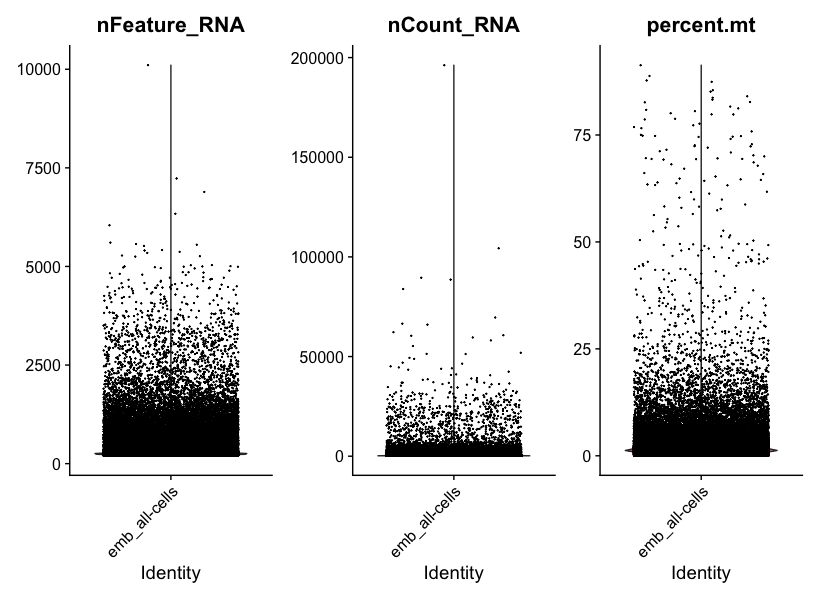 nFeature_RNA
10000
7500
5000
2500
0
emb_all-cells
Identity
nCount_RNA
200000
150000
100000
50000
0
emb_all-cells
Identity
percent.mt
75
50
25
0
emb_all-cells
Identity